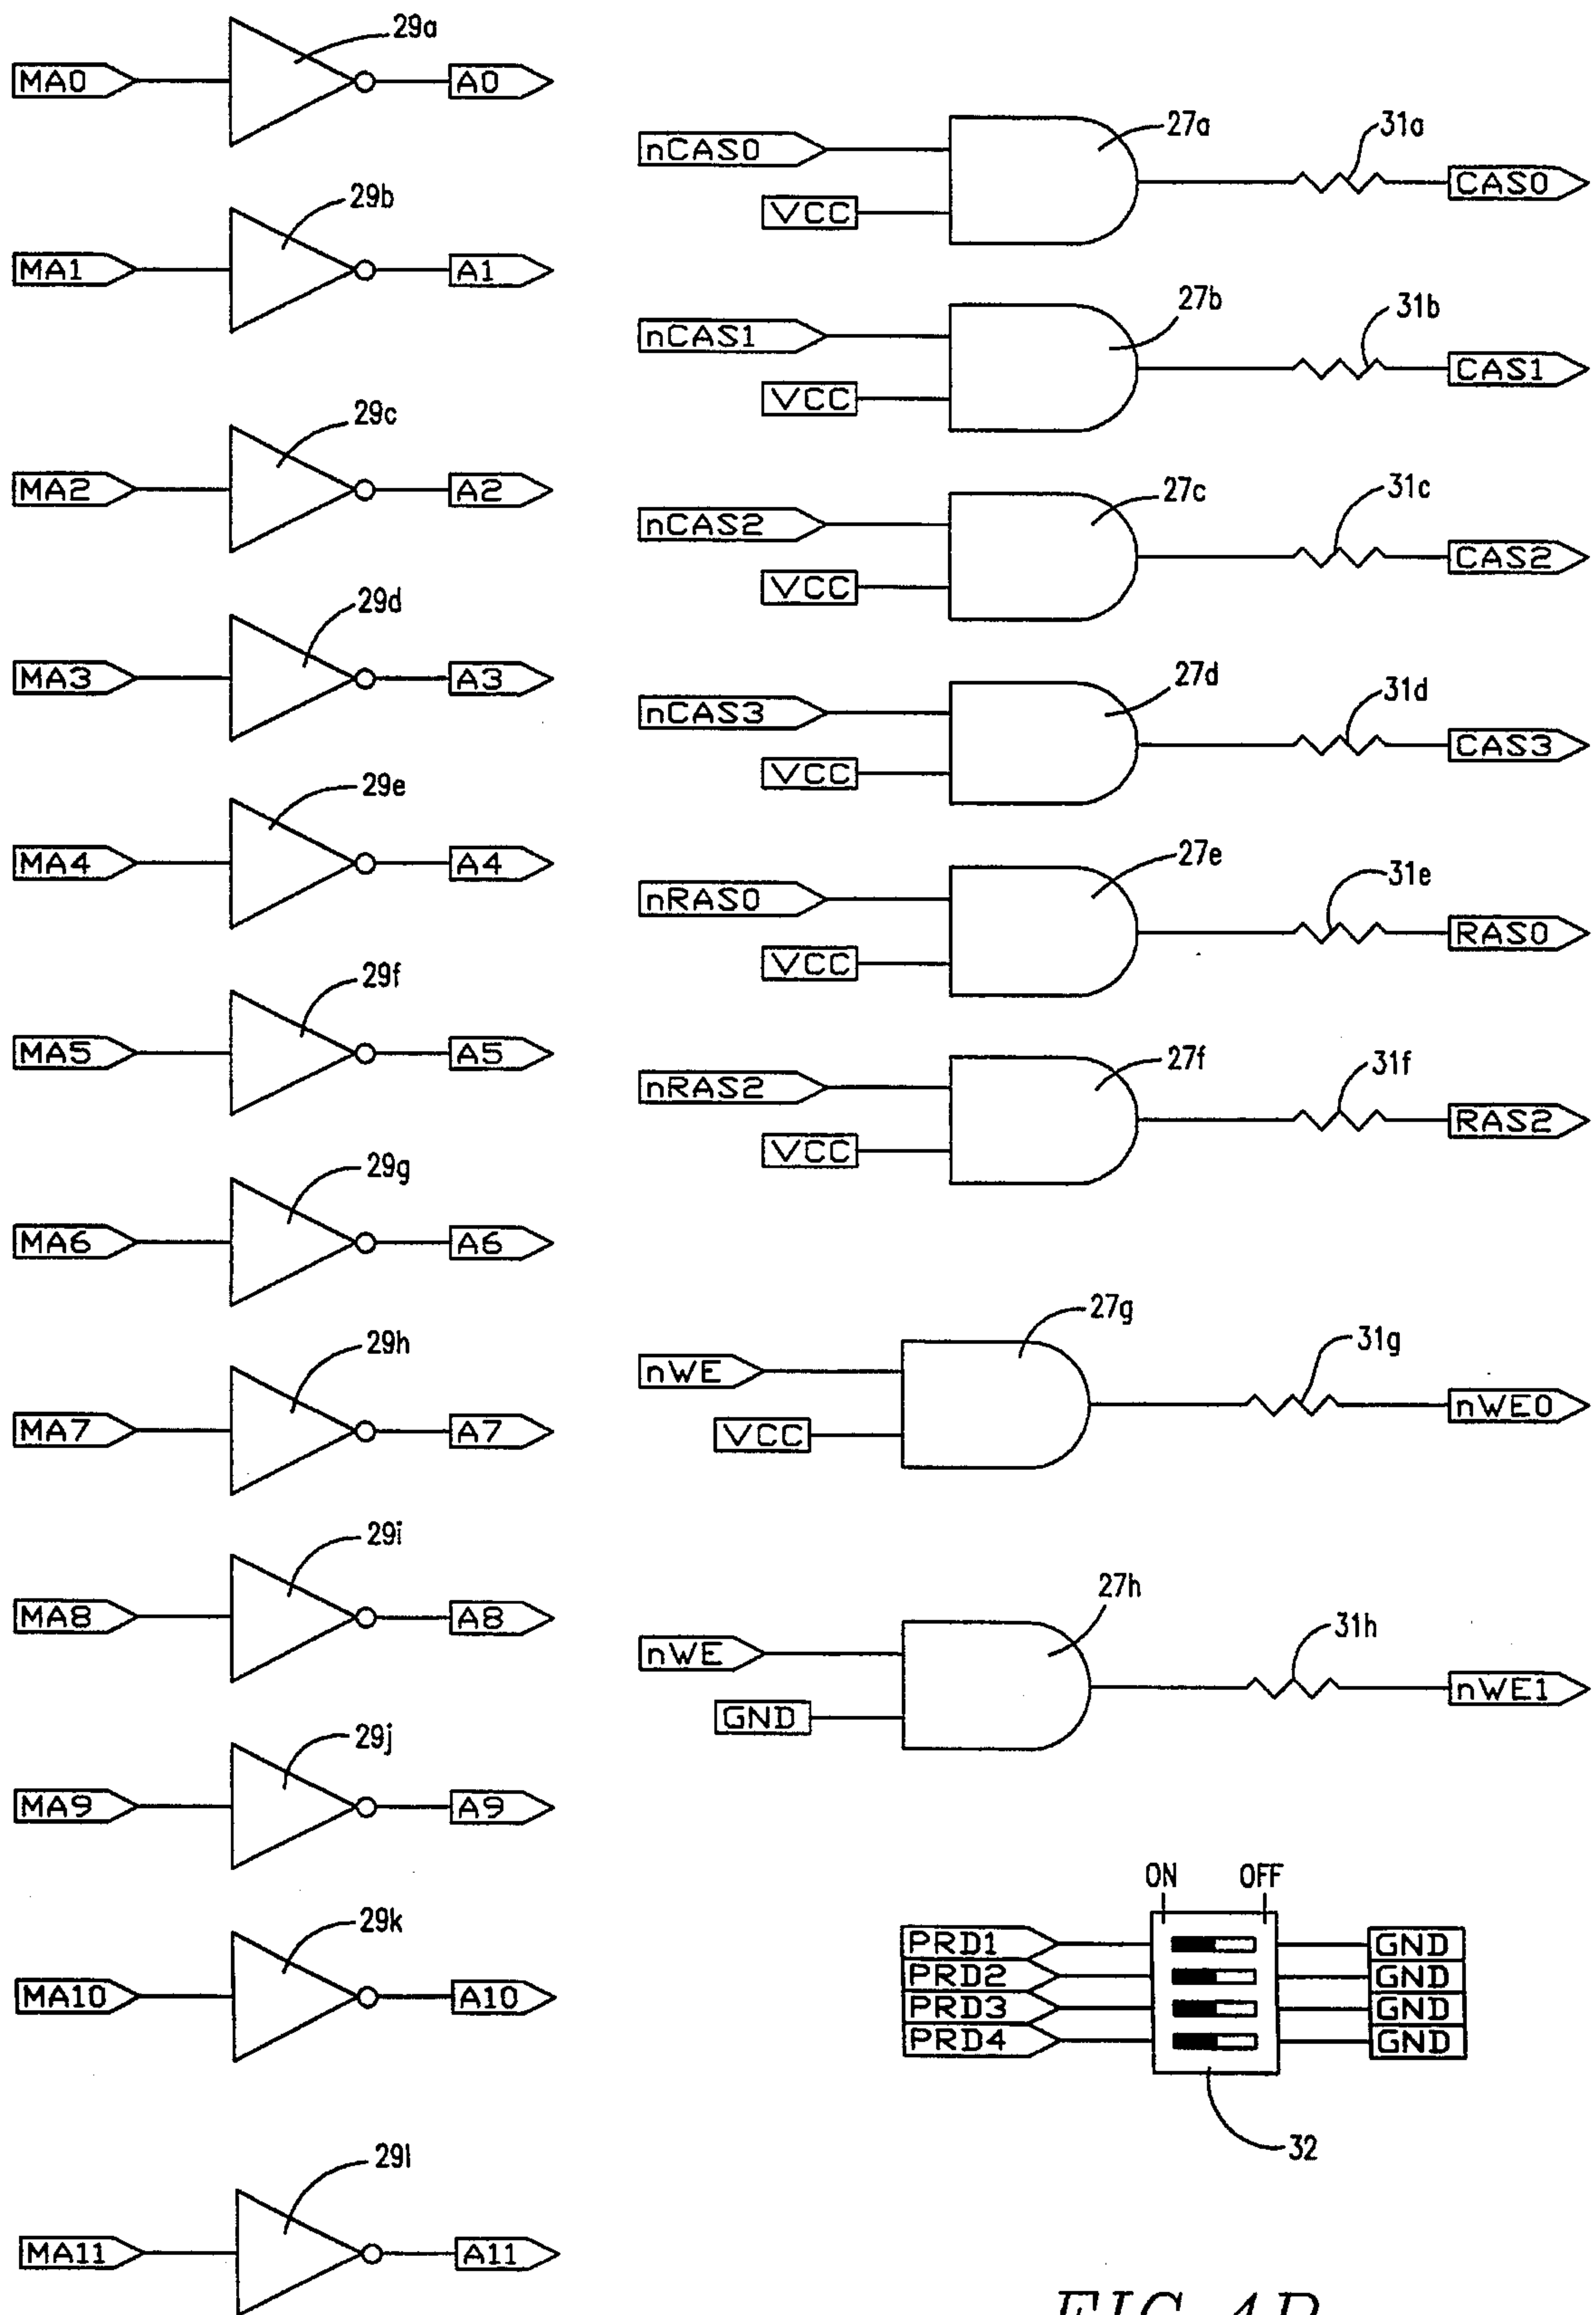 29a
MA0 A0
29b
MA1 A1
29c
MA2 A2
29d
MA3 A3
29e
MA4 A4
29f
MA5 A5
29g
MA6 A6
29h
MA7 A7
29i
MA8 A8
29j
MA9 A9
29k
MA10 A10
29l
MA11 A11
27a 31a
nCAS0
VCC
CAS0
27b 31b
nCAS1
VCC
CAS1
27c 31c
nCAS2
VCC
CAS2
27d 31d
nCAS3
VCC
CAS3
27e 31e
nRAS0
VCC
RAS0
27f 31f
nRAS2
VCC
RAS2
27g 31g
nWE
VCC
nWE0
27h 31h
nWE
GND
nWE1
ON OFF
PRD1 GND
PRD2 GND
PRD3 GND
PRD4 GND
32